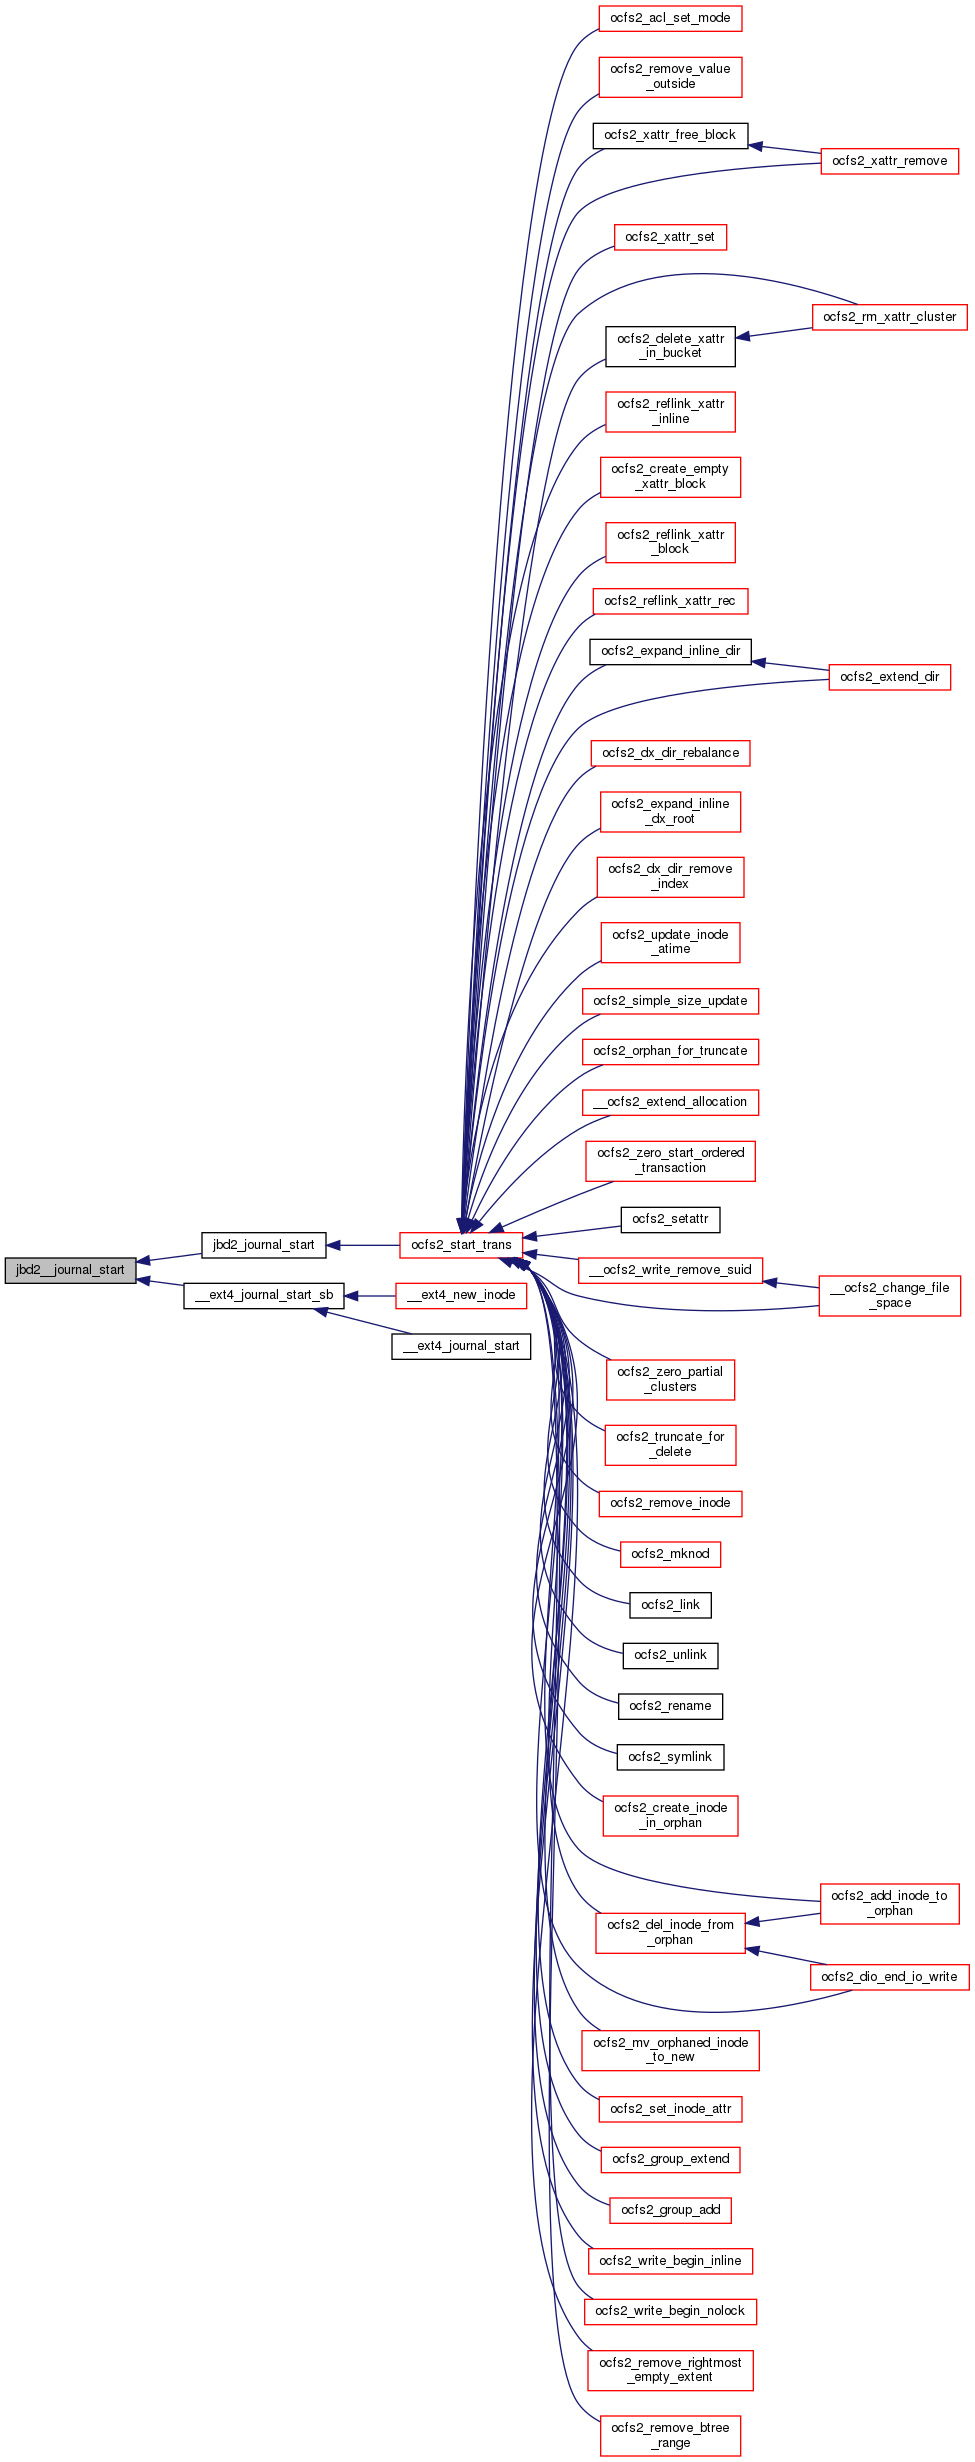 ocfs2_acl_set_mode
ocfs2_remove_value
_outside
ocfs2_xattr_free_block
ocfs2_xattr_remove
ocfs2_xattr_set
ocfs2_rm_xattr_cluster
ocfs2_delete_xattr
_in_bucket
ocfs2_reflink_xattr
_inline
ocfs2_create_empty
_xattr_block
ocfs2_reflink_xattr
_block
ocfs2_reflink_xattr_rec
ocfs2_expand_inline_dir
ocfs2_extend_dir
ocfs2_dx_dir_rebalance
ocfs2_expand_inline
_dx_root
ocfs2_dx_dir_remove
_index
ocfs2_update_inode
_atime
ocfs2_simple_size_update
ocfs2_orphan_for_truncate
__ocfs2_extend_allocation
ocfs2_zero_start_ordered
_transaction
ocfs2_setattr
jbd2_journal_start
ocfs2_start_trans
jbd2__journal_start
__ocfs2_write_remove_suid
__ocfs2_change_file
_space
__ext4_journal_start_sb
__ext4_new_inode
__ext4_journal_start
ocfs2_zero_partial
_clusters
ocfs2_truncate_for
_delete
ocfs2_remove_inode
ocfs2_mknod
ocfs2_link
ocfs2_unlink
ocfs2_rename
ocfs2_symlink
ocfs2_create_inode
_in_orphan
ocfs2_add_inode_to
_orphan
ocfs2_del_inode_from
_orphan
ocfs2_dio_end_io_write
ocfs2_mv_orphaned_inode
_to_new
ocfs2_set_inode_attr
ocfs2_group_extend
ocfs2_group_add
ocfs2_write_begin_inline
ocfs2_write_begin_nolock
ocfs2_remove_rightmost
_empty_extent
ocfs2_remove_btree
_range